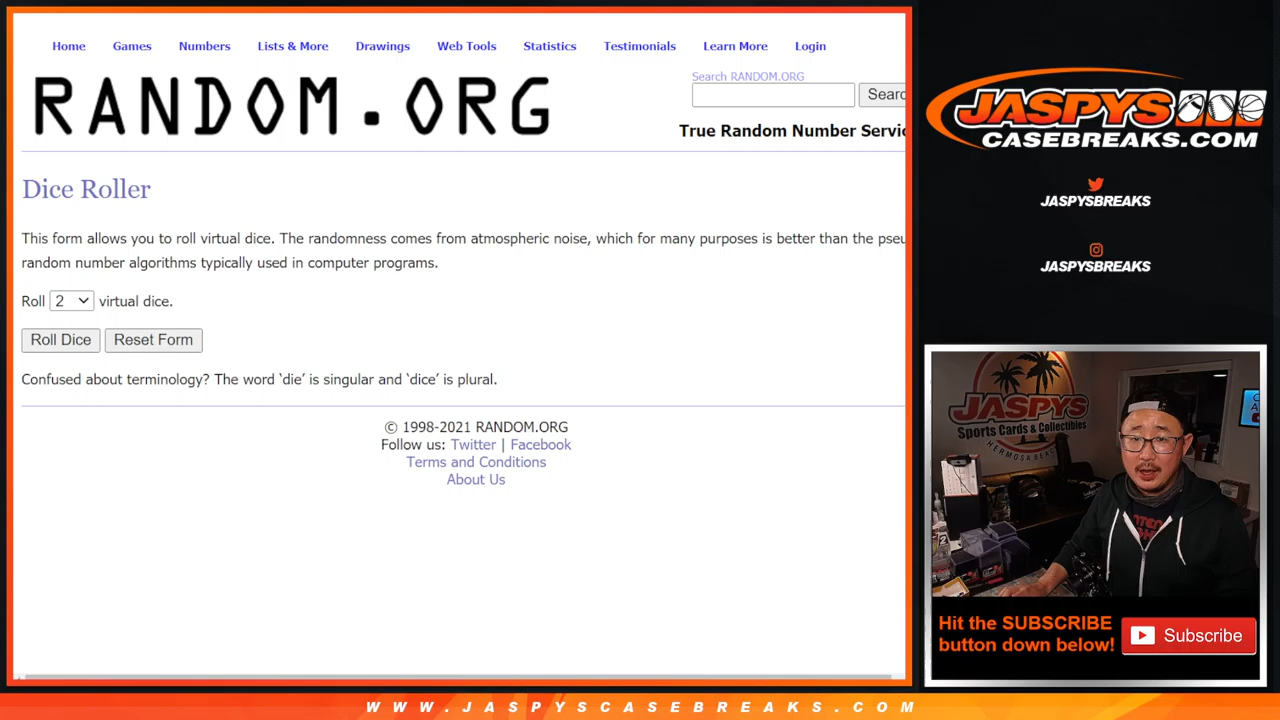 Home Games Numbers Lists & More Drawings Web Tools Statistics Testimonials Learn More Login
RANDOM.ORG
Search RANDOM.ORG
Searc
True Random Number Servic
Dice Roller
This form allows you to roll virtual dice. The randomness comes from atmospheric noise, which for many purposes is better than the pseu
random number algorithms typically used in computer programs.
Roll 2 virtual dice.
Roll Dice Reset Form
Confused about terminology? The word ‘die’ is singular and ‘dice’ is plural.
© 1998-2021 RANDOM.ORG
Follow us: Twitter | Facebook
Terms and Conditions
About Us
JASPYS
CASEBREAKS.COM
JASPYSBREAKS
JASPYSBREAKS
JASPYS
Sports Cards & Collectibles
HERMOSA BEACH
Hit the SUBSCRIBE
button down below!
Subscribe
WWW.JASPYSCASEBREAKS.COM